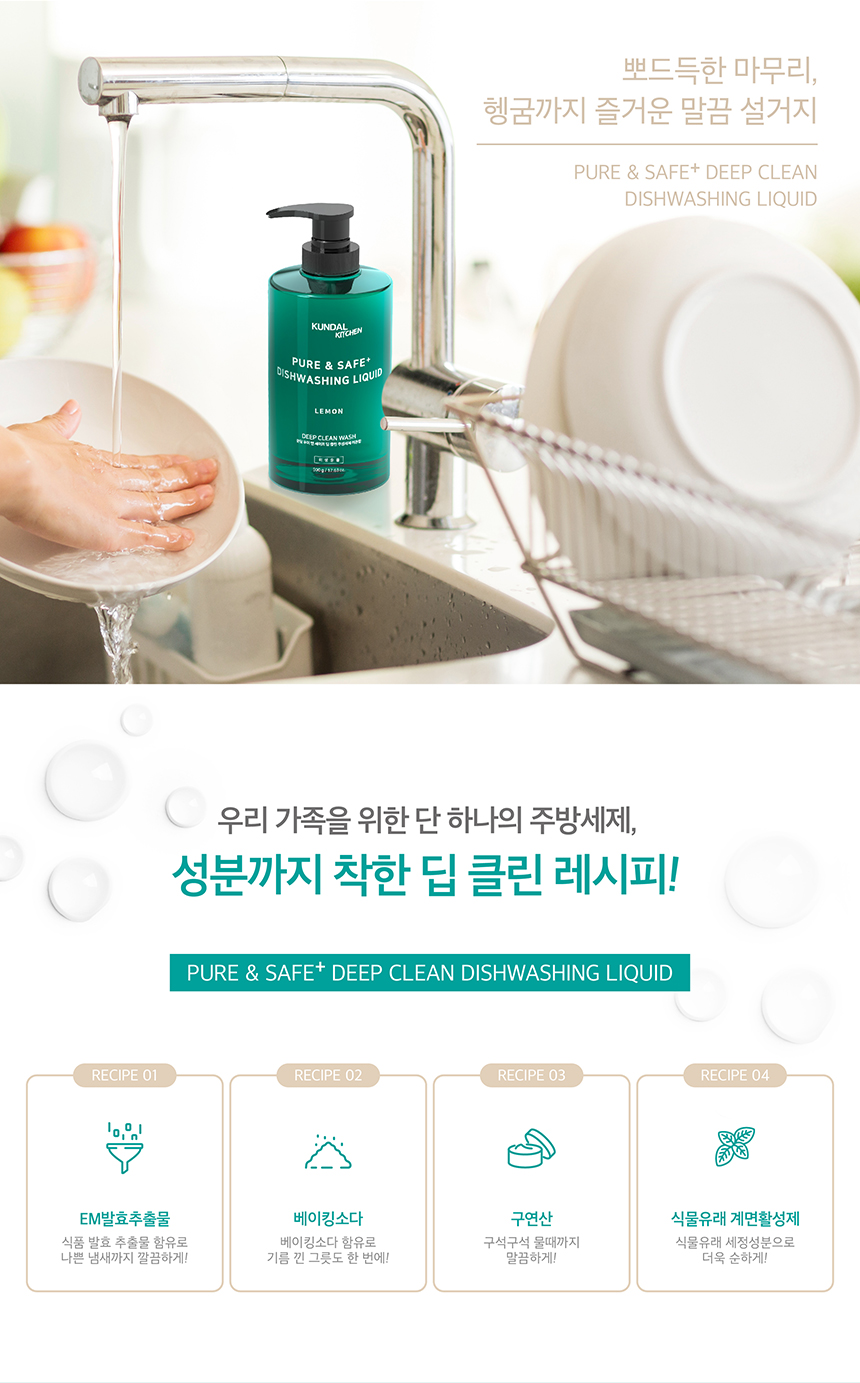 뽀드득한 마무리,
헹굼까지 즐거운 말끔 설거지
PURE & SAFE⁺ DEEP CLEAN
DISHWASHING LIQUID
KUNDAL
KITCHEN
PURE & SAFE⁺
DISHWASHING LIQUID
LEMON
DEEP CLEAN WASH
우리 가족을 위한 단 하나의 주방세제,
성분까지 착한 딥 클린 레시피!
PURE & SAFE⁺ DEEP CLEAN DISHWASHING LIQUID
RECIPE 01
EM발효추출물
식품 발효 추출물 함유로
나쁜 냄새까지 깔끔하게!
RECIPE 02
베이킹소다
베이킹소다 함유로
기름 낀 그릇도 한 번에!
RECIPE 03
구연산
구석구석 물때까지
말끔하게!
RECIPE 04
식물유래 계면활성제
식물유래 세정성분으로
더욱 순하게!